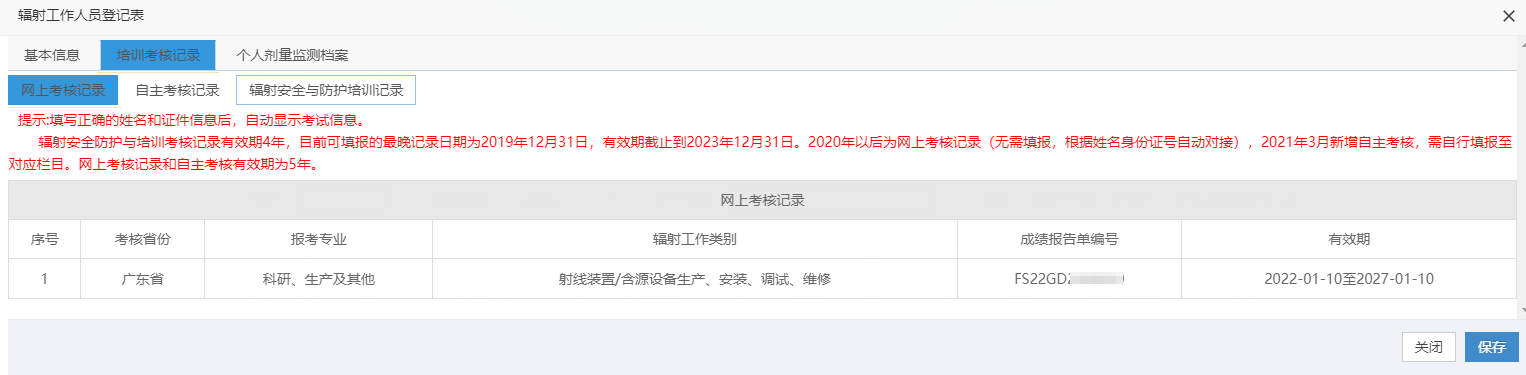 辐射工作人员登记表
基本信息 培训考核记录 个人剂量监测档案
网上考核记录 自主考核记录 辐射安全与防护培训记录
提示:填写正确的姓名和证件信息后，自动显示考试信息。
辐射安全防护与培训考核记录有效期4年，目前可填报的最晚记录日期为2019年12月31日，有效期截止到2023年12月31日。2020年以后为网上考核记录（无需填报，根据姓名身份证号自动对接），2021年3月新增自主考核，需自行填报至
对应栏目。网上考核记录和自主考核有效期为5年。
网上考核记录
序号 考核省份 报考专业 辐射工作类别 成绩报告单编号 有效期
1 广东省 科研、生产及其他 射线装置/含源设备生产、安装、调试、维修 FS22GD2 2022-01-10至2027-01-10
关闭 保存